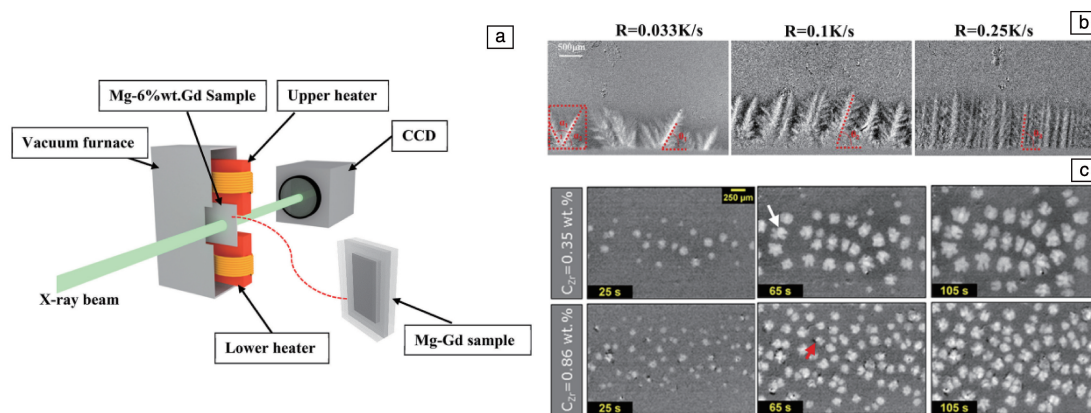 a
Mg-6%wt.Gd Sample
Upper heater
Vacuum furnace
CCD
X-ray beam
Lower heater
Mg-Gd sample
b
R=0.033K/s
R=0.1K/s
R=0.25K/s
500μm
c
C_Zr=0.35 wt.%
250 μm
25 s
65 s
105 s
C_Zr=0.86 wt.%
25 s
65 s
105 s